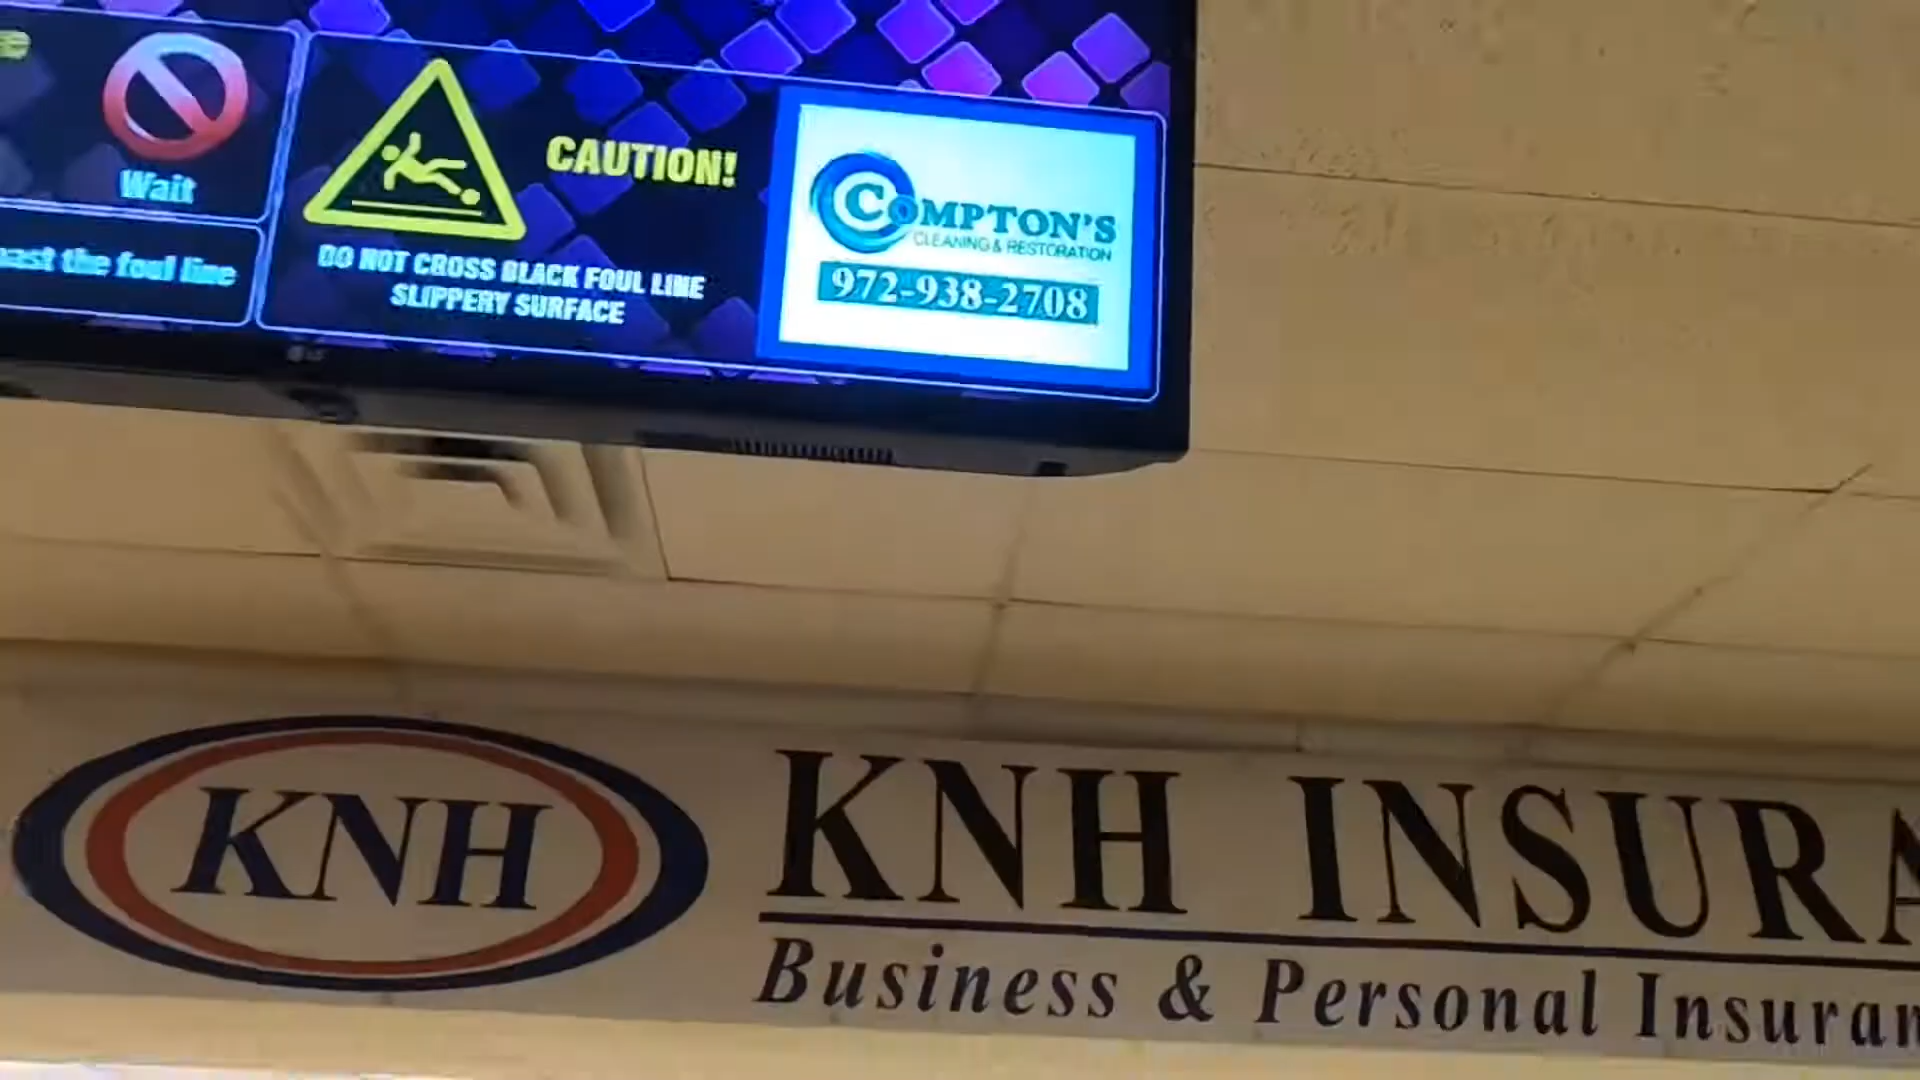 Wait
past the foul line
CAUTION!
DO NOT CROSS BLACK FOUL LINE
SLIPPERY SURFACE
COMPTON'S
CLEANING & RESTORATION
972-938-2708
KNH
KNH INSURA
Business & Personal Insuran